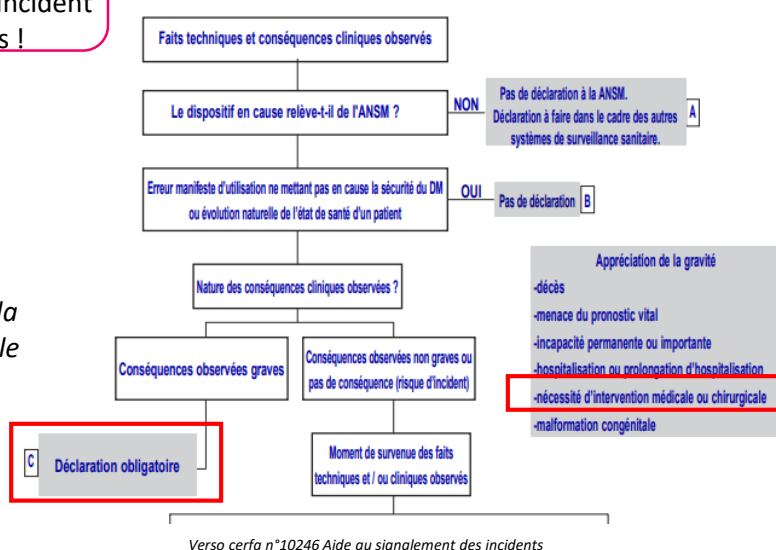 incident
s !
Faits techniques et conséquences cliniques observés
Le dispositif en cause relève-t-il de l'ANSM ?
NON
Pas de déclaration à la ANSM.
Déclaration à faire dans le cadre des autres
systèmes de surveillance sanitaire.
A
Erreur manifeste d'utilisation ne mettant pas en cause la sécurité du DM
ou évolution naturelle de l'état de santé d'un patient
OUI
Pas de déclaration
B
Nature des conséquences cliniques observées ?
Appréciation de la gravité
-décès
-menace du pronostic vital
-incapacité permanente ou importante
-hospitalisation ou prolongation d'hospitalisation
-nécessité d'intervention médicale ou chirurgicale
-malformation congénitale
la
le
Conséquences observées graves
Conséquences observées non graves ou
pas de conséquence (risque d'incident)
C
Déclaration obligatoire
Moment de survenue des faits
techniques et / ou cliniques observés
Verso cerfa n°10246 Aide au signalement des incidents